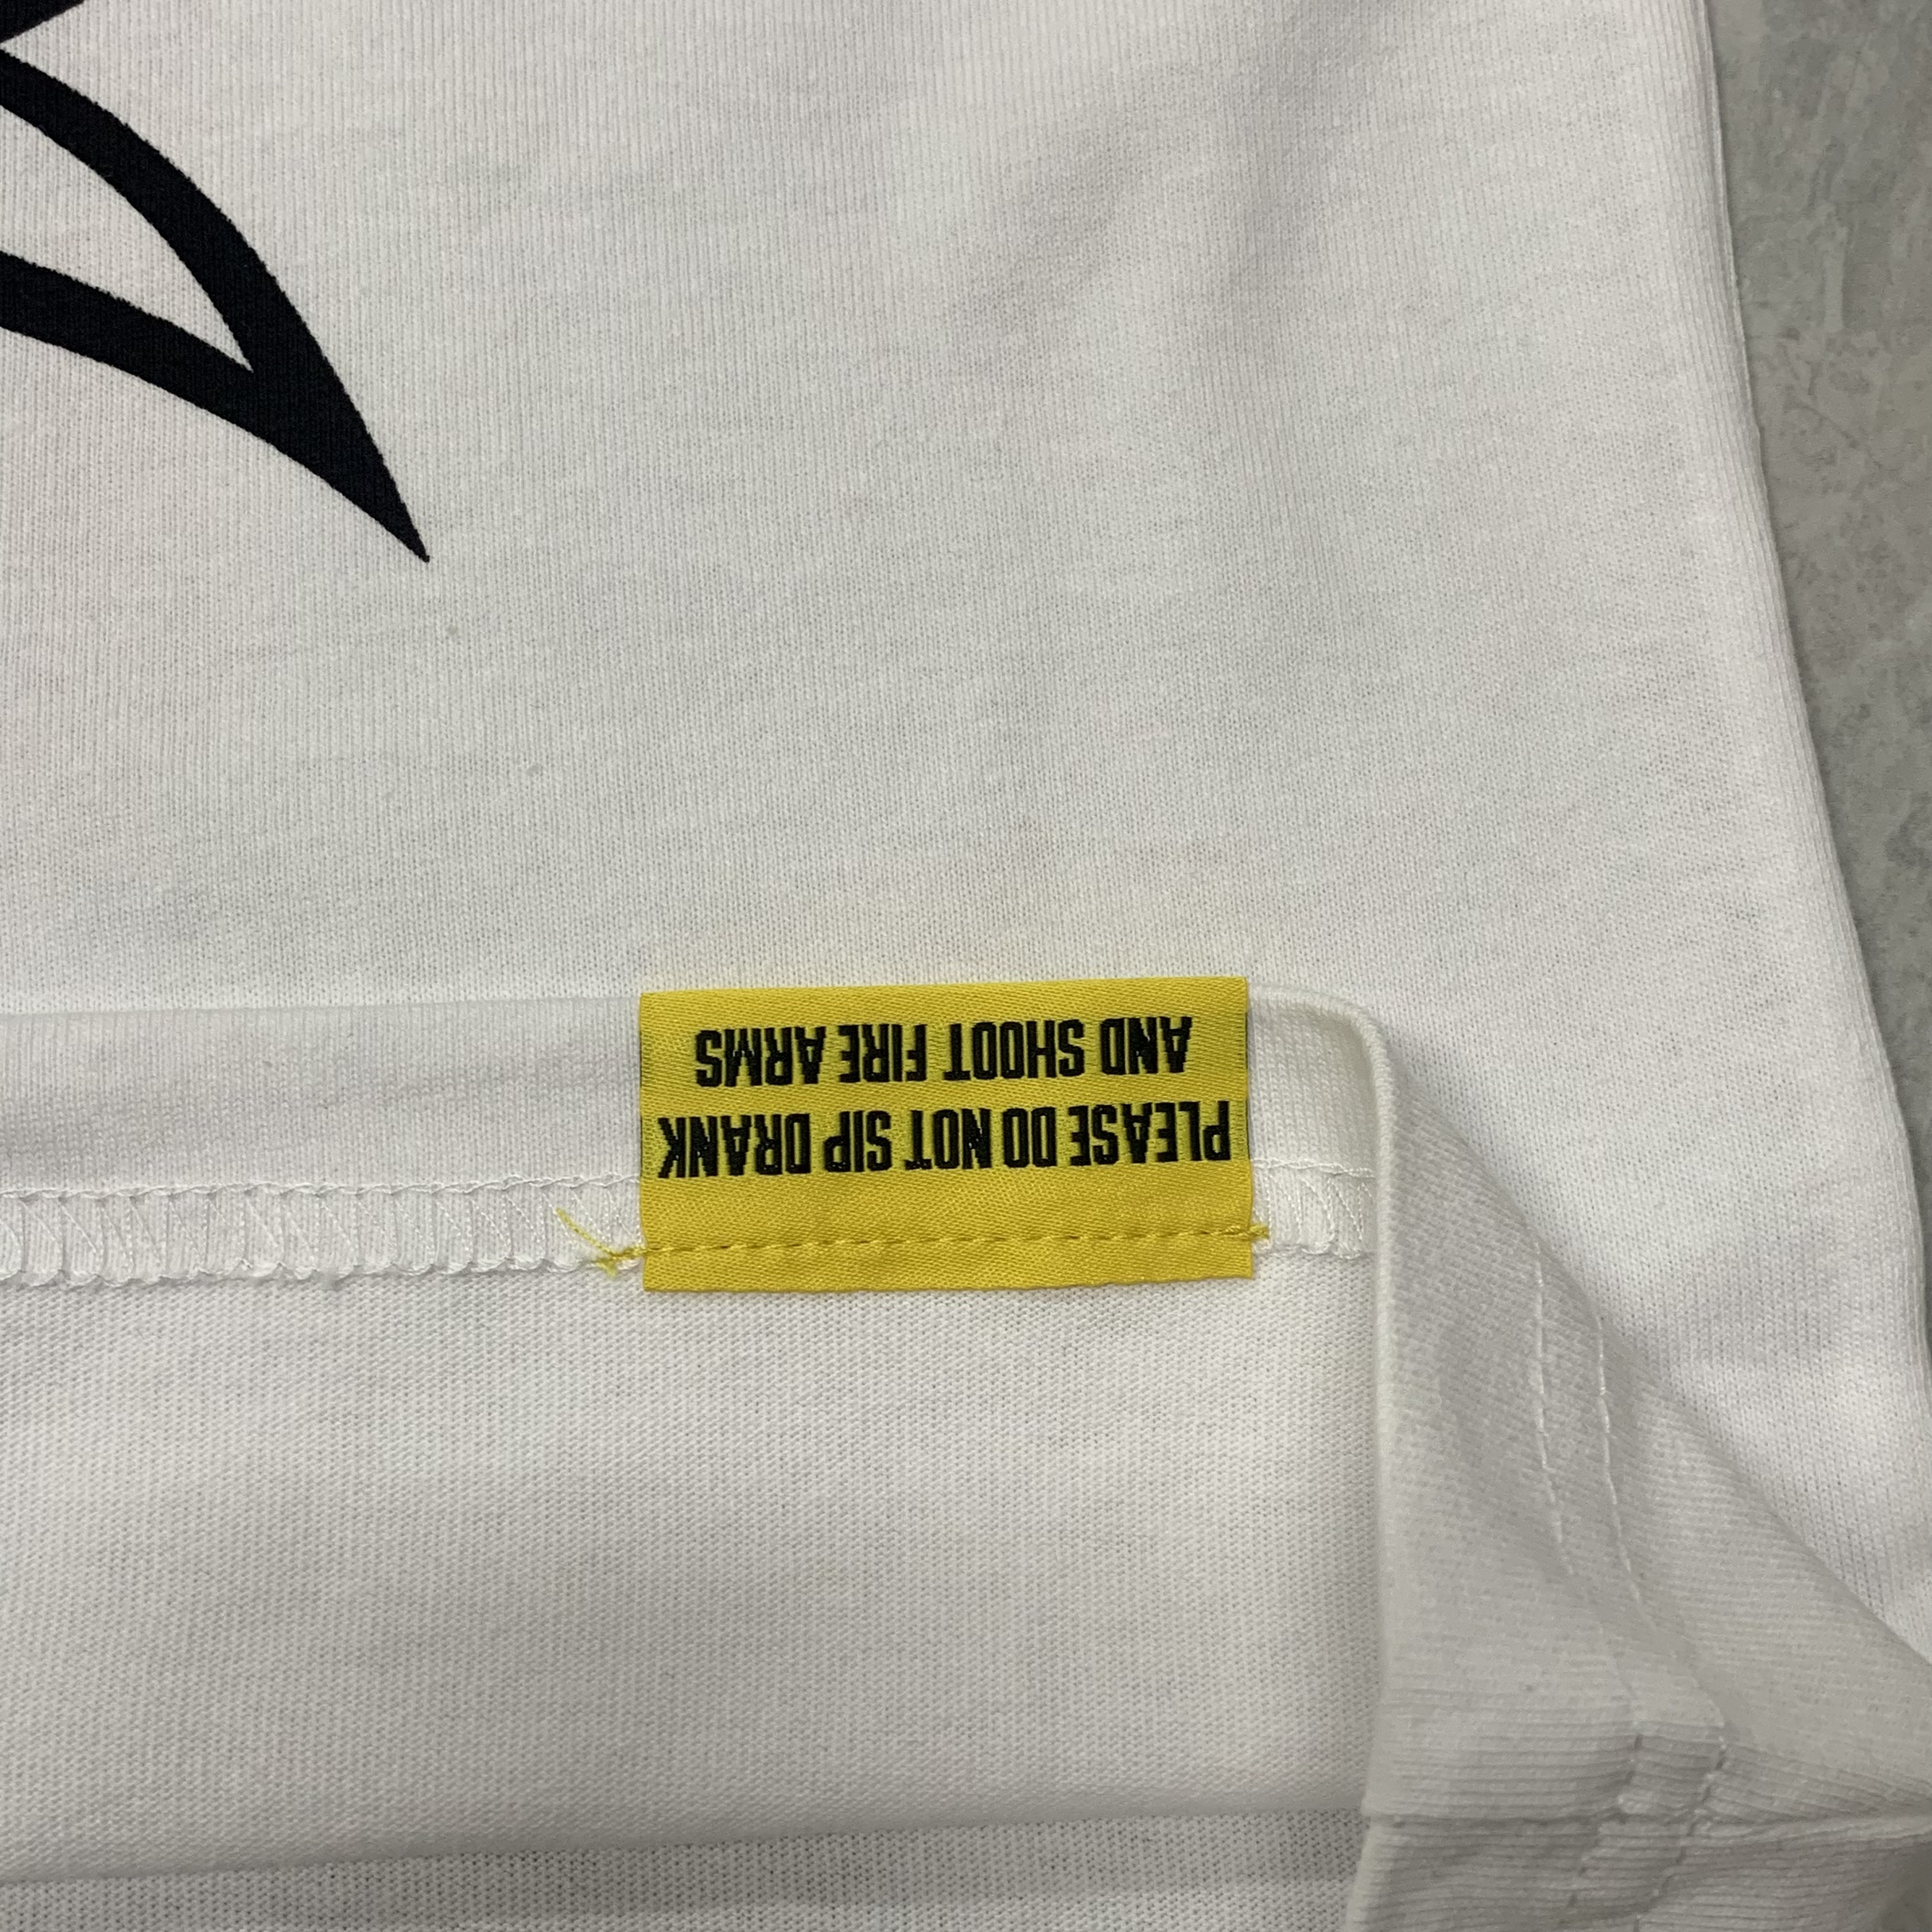 PLEASE DO NOT SIP DRANK
AND SHOOT FIRE ARMS